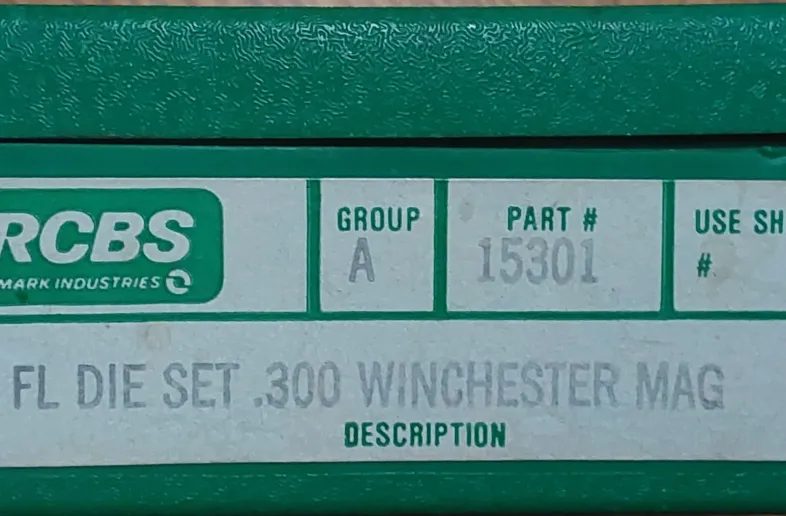 RCBS
MARK INDUSTRIES
GROUP
A
PART #
15301
USE SH
#
FL DIE SET .300 WINCHESTER MAG
DESCRIPTION